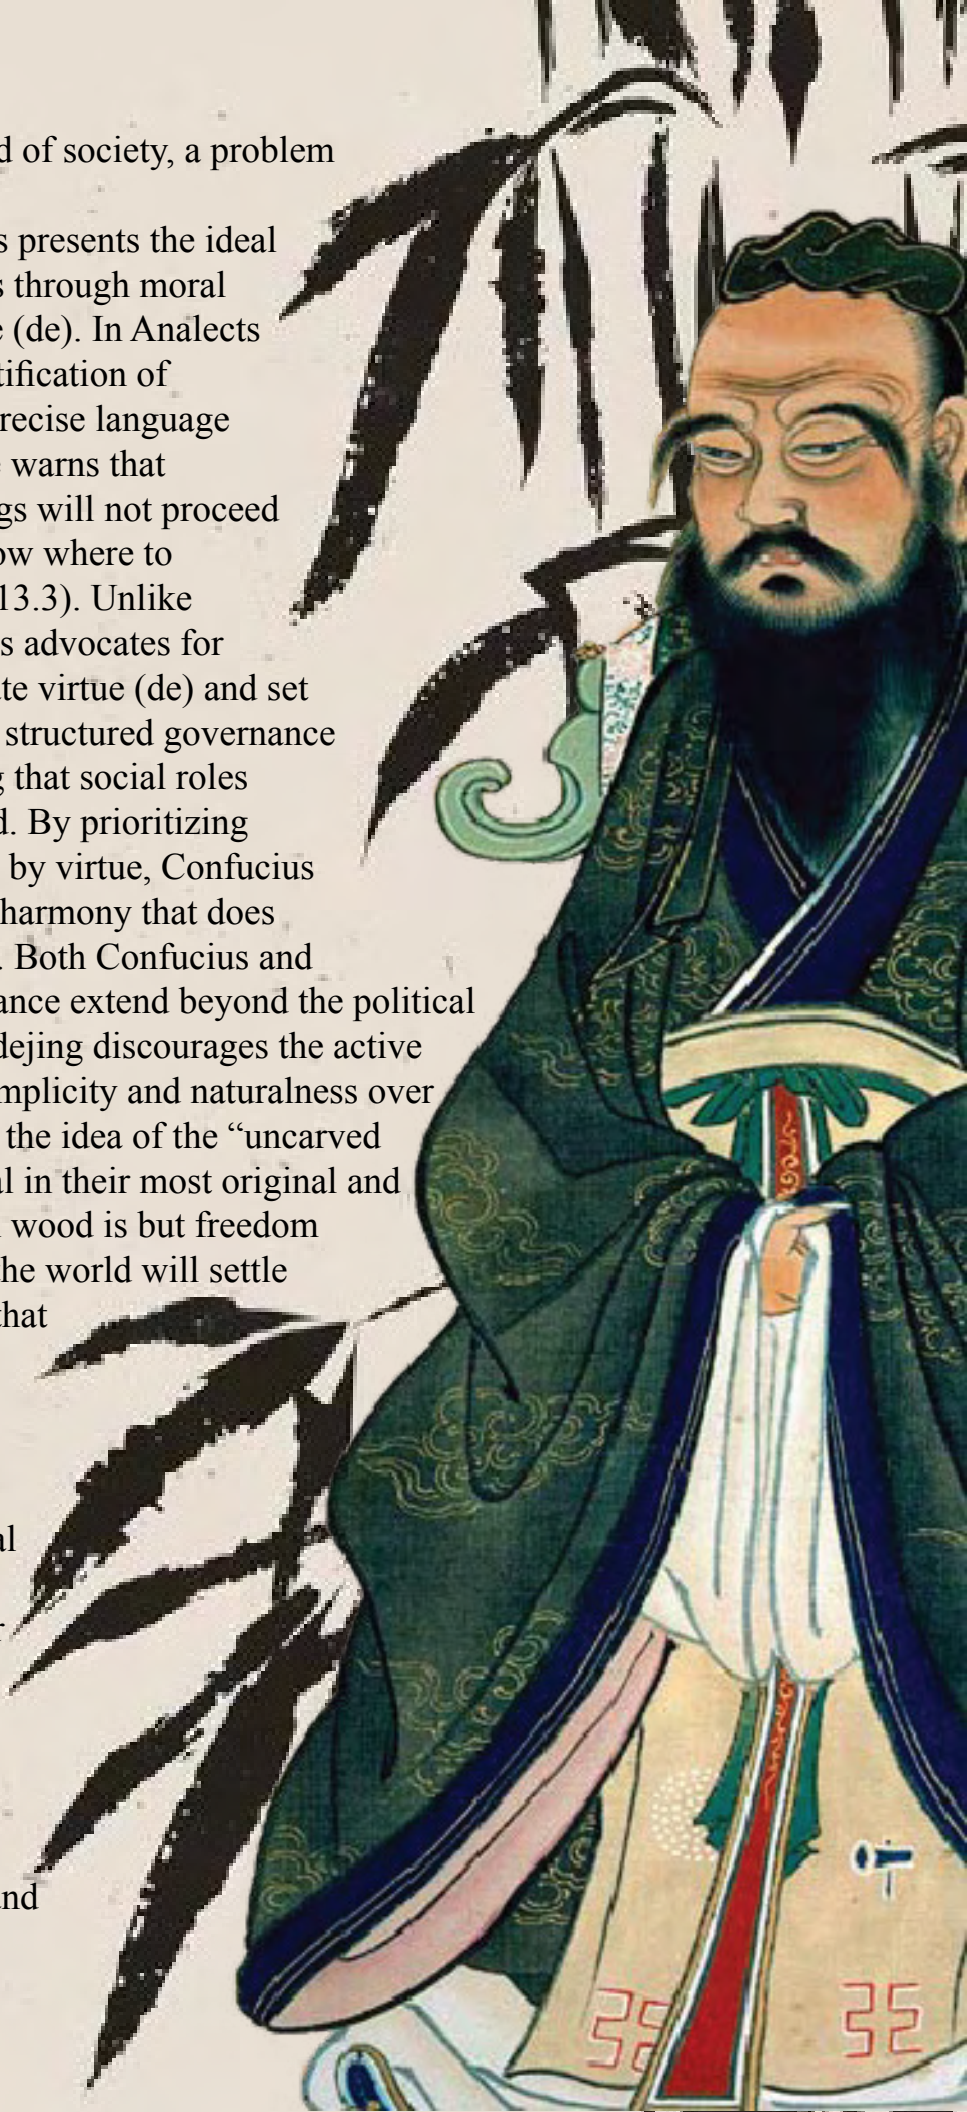 d of society, a problem
s presents the ideal
s through moral
e (de). In Analects
tification of
recise language
e warns that
gs will not proceed
ow where to
13.3). Unlike
s advocates for
te virtue (de) and set
structured governance
g that social roles
d. By prioritizing
by virtue, Confucius
harmony that does
. Both Confucius and
ance extend beyond the political
dejing discourages the active
mplicity and naturalness over
the idea of the “uncarved
al in their most original and
wood is but freedom
the world will settle
that
al
r
und